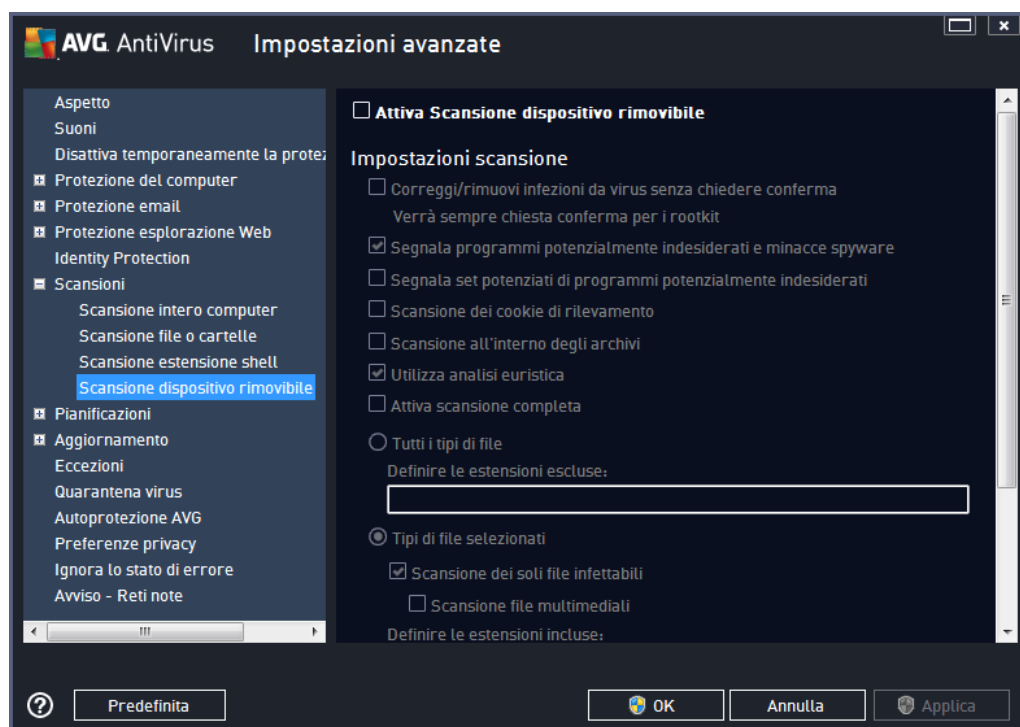 AVG. AntiVirus Impostazioni avanzate
Aspetto
Suoni
Disattiva temporaneamente la protez
Protezione del computer
Protezione email
Protezione esplorazione Web
Identity Protection
Scansioni
Scansione intero computer
Scansione file o cartelle
Scansione estensione shell
Scansione dispositivo rimovibile
Pianificazioni
Aggiornamento
Eccezioni
Quarantena virus
Autoprotezione AVG
Preferenze privacy
Ignora lo stato di errore
Avviso - Reti note
Attiva Scansione dispositivo rimovibile
Impostazioni scansione
Correggi/rimuovi infezioni da virus senza chiedere conferma
Verrà sempre chiesta conferma per i rootkit
Segnala programmi potenzialmente indesiderati e minacce spyware
Segnala set potenziati di programmi potenzialmente indesiderati
Scansione dei cookie di rilevamento
Scansione all'interno degli archivi
Utilizza analisi euristica
Attiva scansione completa
Tutti i tipi di file
Definire le estensioni escluse:
Tipi di file selezionati
Scansione dei soli file infettabili
Scansione file multimediali
Definire le estensioni incluse:
Predefinita
OK
Annulla
Applica